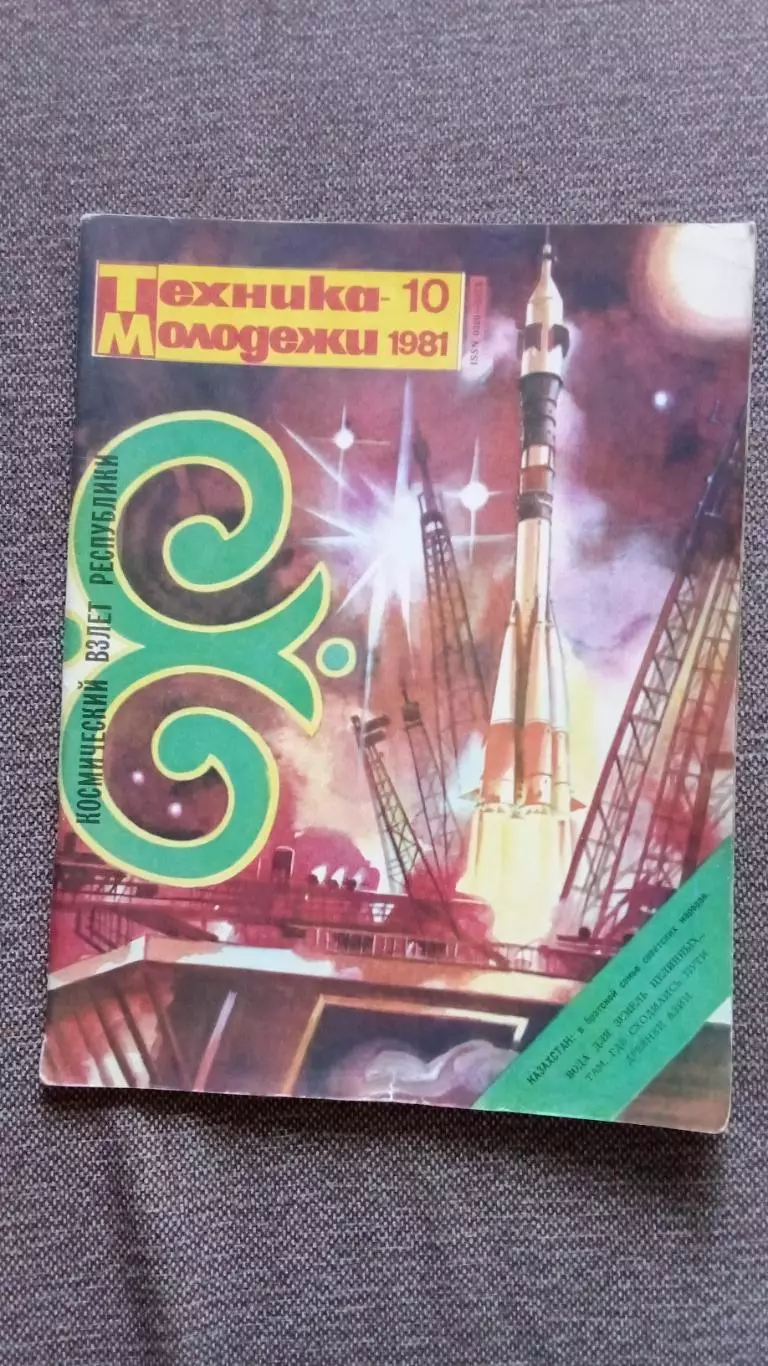 Техника - 10
Молодежи 1981
ISSN
КОСМИЧЕСКИЙ ВЗЛЕТ РЕСПУБЛИКИ
КАЗАХСТАН: в братской семье советских народов.
ВОДА ДЛЯ ЗЕМЕЛЬ ЦЕЛИННЫХ...
ТАМ, ГДЕ СХОДИЛИСЬ ПУТИ
ДРЕВНЕЙ АЗИИ